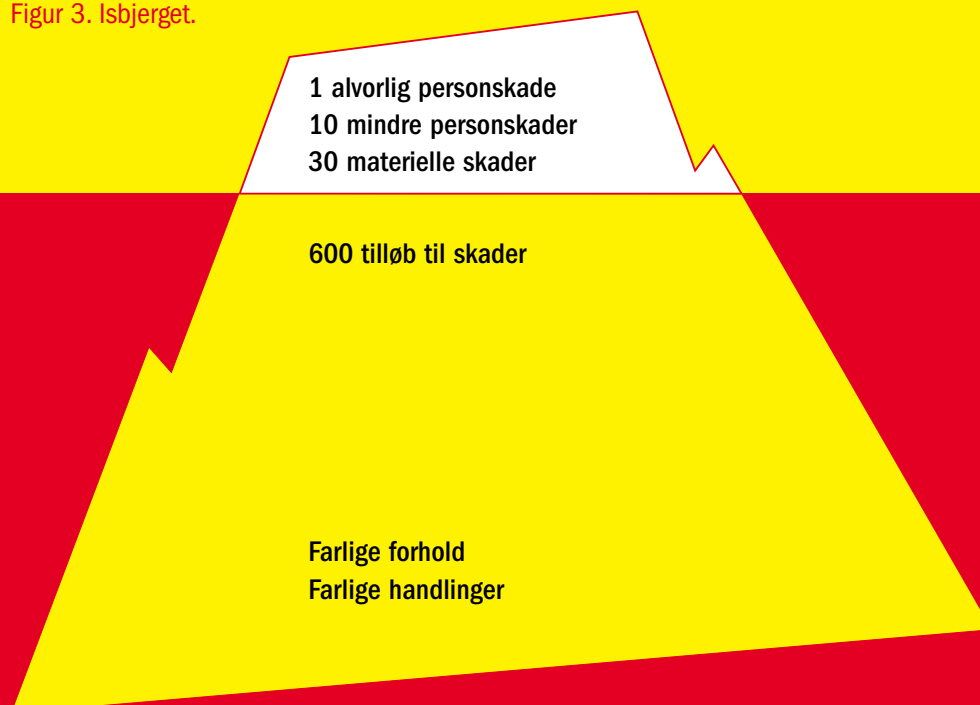 Figur 3. Isbjerget.
1 alvorlig personskade
10 mindre personskader
30 materielle skader
600 tilløb til skader
Farlige forhold
Farlige handlinger